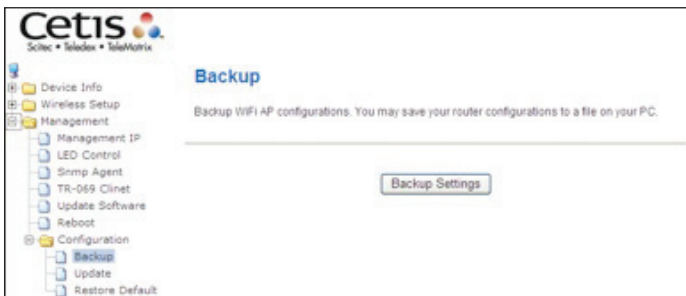 Cetis
Scitec • Teledex • TeleMatrix
Device Info
Wireless Setup
Management
Management IP
LED Control
Snmp Agent
TR-069 Clinet
Update Software
Reboot
Configuration
Backup
Update
Restore Default
Backup
Backup WiFi AP configurations. You may save your router configurations to a file on your PC.
Backup Settings